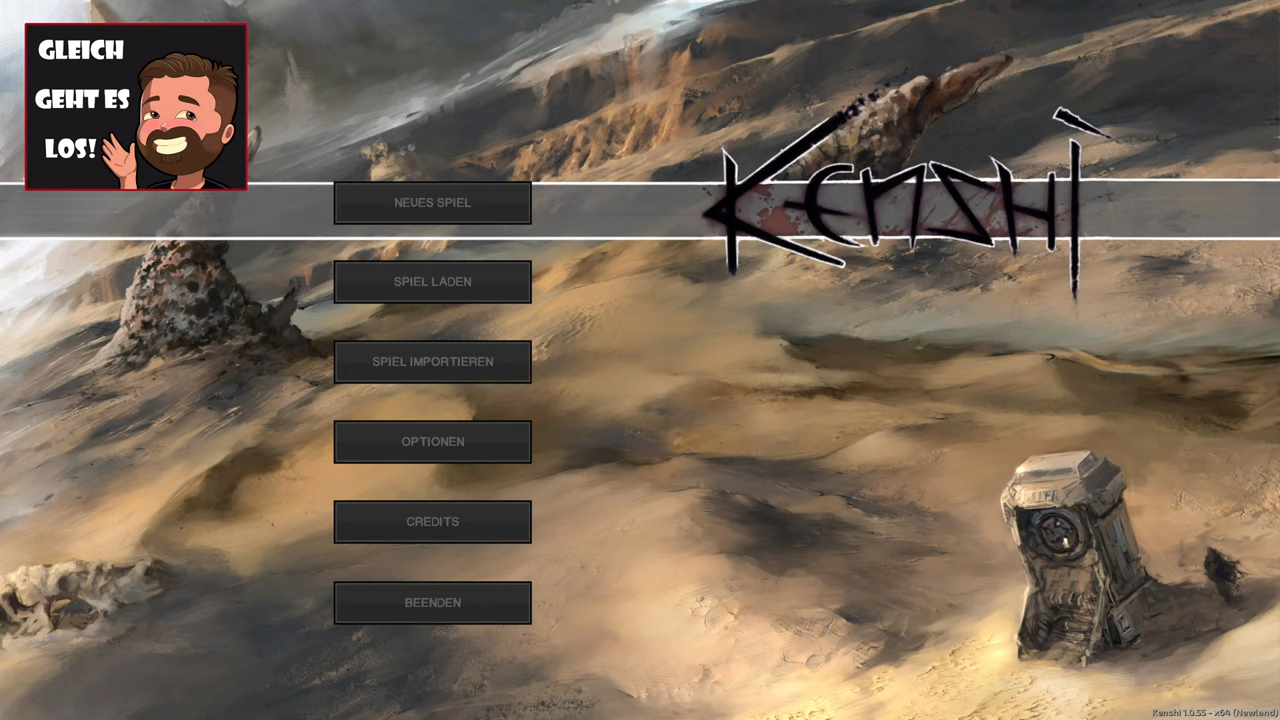 GLEICH
GEHT ES
LOS!
KENSHI
NEUES SPIEL
SPIEL LADEN
SPIEL IMPORTIEREN
OPTIONEN
CREDITS
BEENDEN
Kenshi 1.0.55 - x64 (Newland)